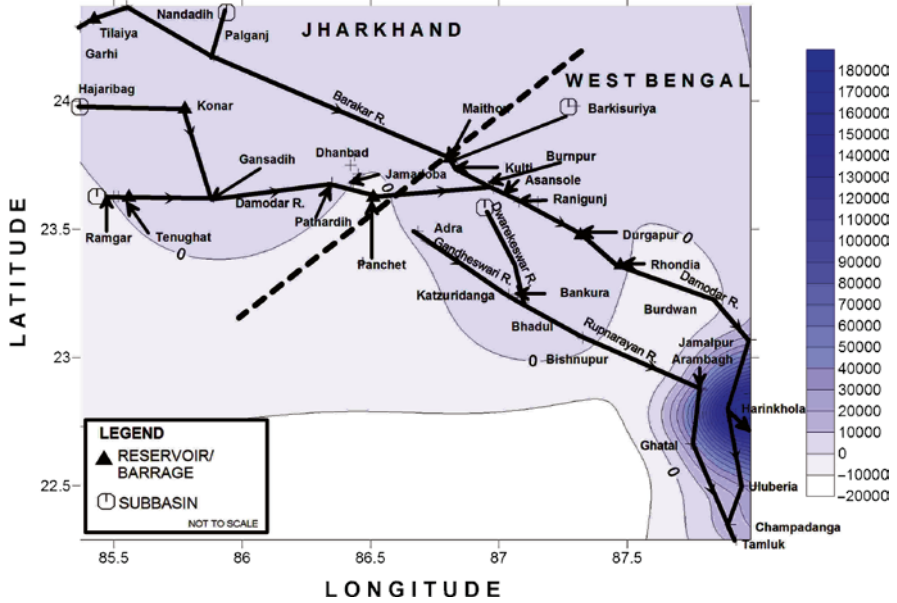 Nandadih
JHARKHAND
Tilaiya
Palganj
Garhi
WEST BENGAL
Hajaribag
24
Konar
Barakar R.
Maithon
Barkisuriya
Dhanbad
Burnpur
Gansadih
Kulti
Jamadoba
0
Asansole
Damodar R.
Ranigunj
23.5
Pathardih
Dwarekeswar R.
Ramgar
Tenughat
0
Adra
Durgapur
0
Panchet
Gandheswari R.
Rhondia
Katzuridanga
Bankura
Damodar R.
Burdwan
Bhadul
Rupnarayan R.
Jamalpur
23
0
Bishnupur
Arambagh
Harinkhola
LEGEND
RESERVOIR/
BARRAGE
SUBBASIN
NOT TO SCALE
Ghatal
0
22.5
Uluberia
Champadanga
Tamluk
85.5
86
86.5
87
87.5
LATITUDE
LONGITUDE
180000
170000
160000
150000
140000
130000
120000
110000
100000
90000
80000
70000
60000
50000
40000
30000
20000
10000
0
-10000
-20000